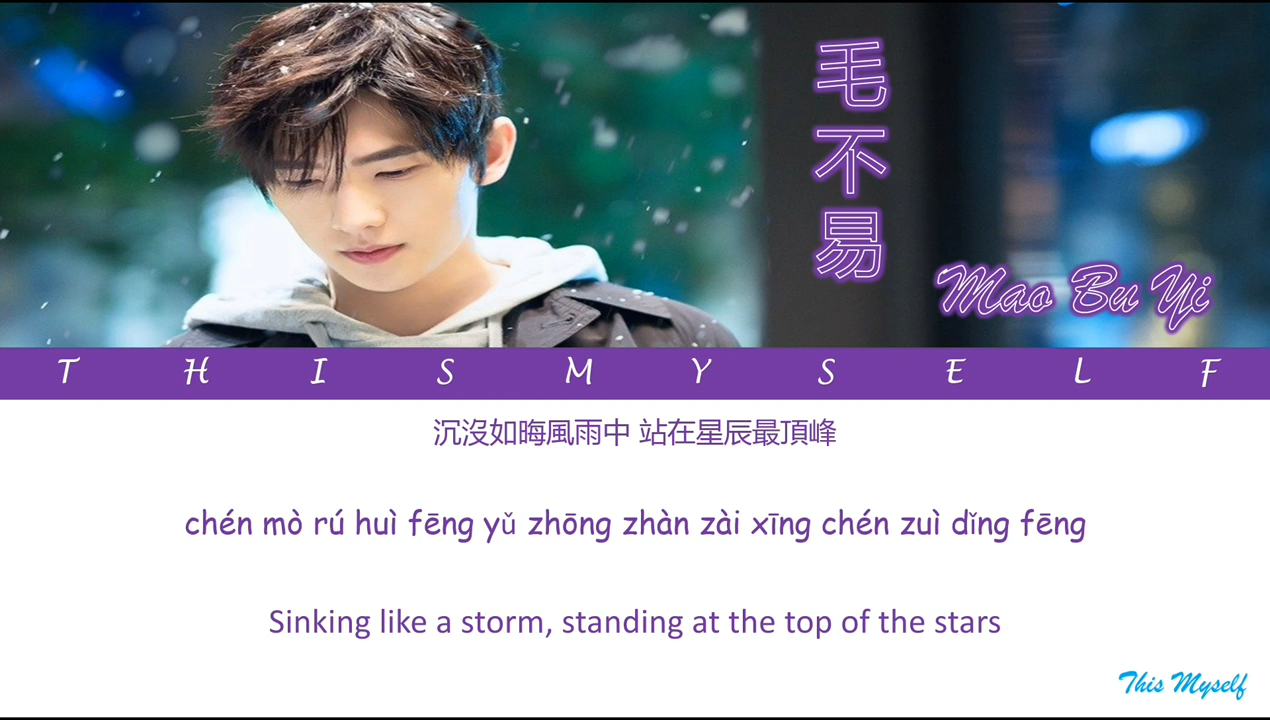 毛不易
Mao Bu Yi
THISMYSELF
沉沒如晦風雨中 站在星辰最頂峰
chén mò rú huì fēng yǔ zhōng zhàn zài xīng chén zuì dǐng fēng
Sinking like a storm, standing at the top of the stars
This Myself